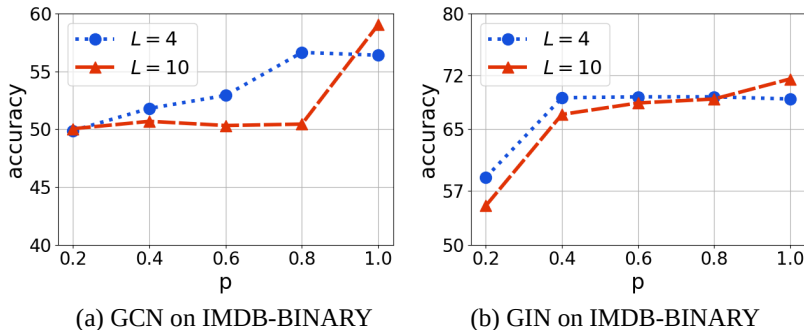 60
55
50
45
40
accuracy
L = 4
L = 10
0.2 0.4 0.6 0.8 1.0
p
(a) GCN on IMDB-BINARY
80
72
65
57
50
accuracy
L = 4
L = 10
0.2 0.4 0.6 0.8 1.0
p
(b) GIN on IMDB-BINARY